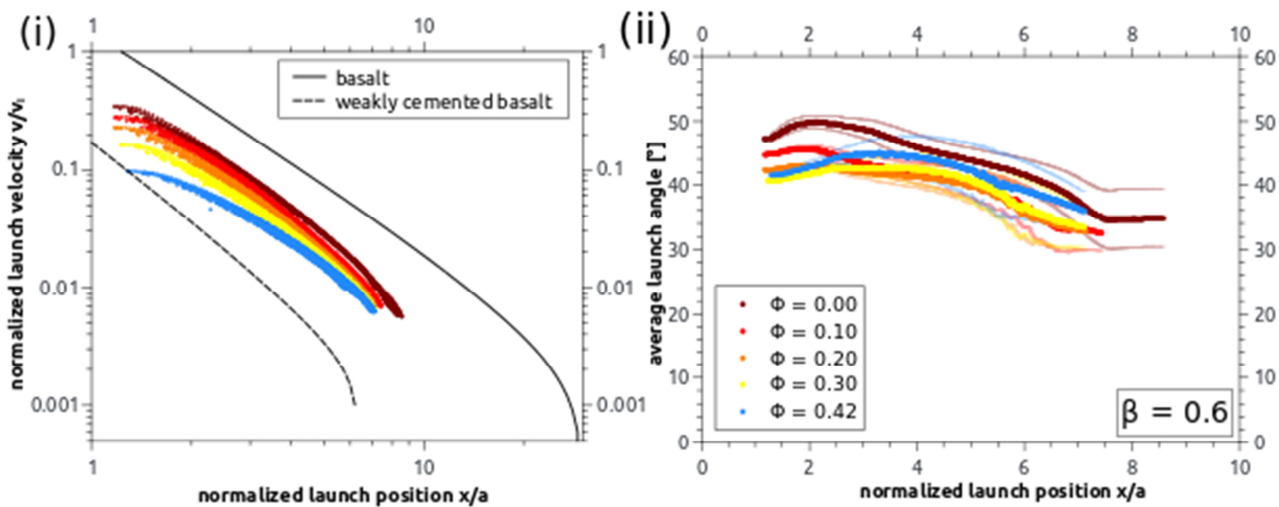 (i)
1 10
1 1
0.1 0.1
0.01 0.01
0.001 0.001
1 10
normalized launch velocity v/vᵢ
normalized launch position x/a
basalt
weakly cemented basalt
(ii)
0 2 4 6 8 10
60 60
50 50
40 40
30 30
20 20
10 10
0 0
0 2 4 6 8 10
average launch angle [°]
normalized launch position x/a
Φ = 0.00
Φ = 0.10
Φ = 0.20
Φ = 0.30
Φ = 0.42
β = 0.6